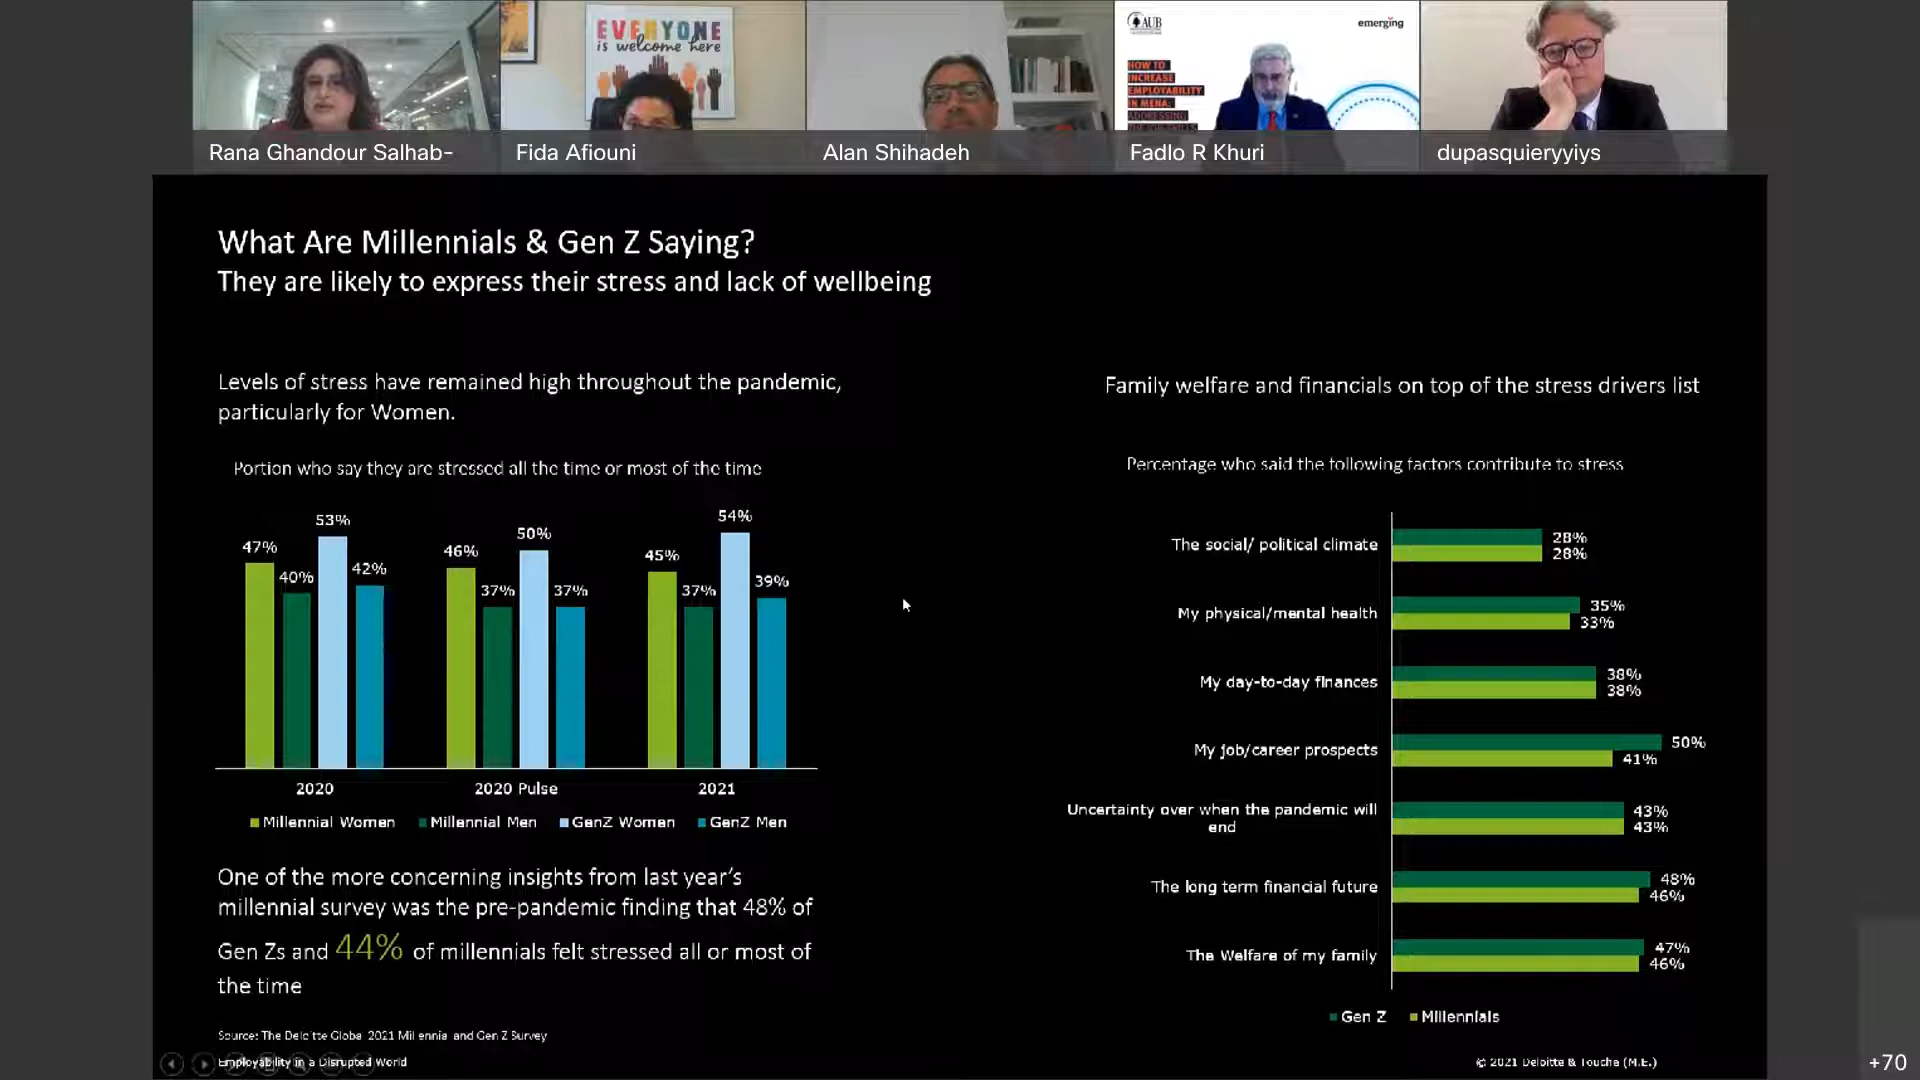 EVERYONE
is welcome here
AUB
emerging
HOW TO
INCREASE
EMPLOYABILITY
IN MENA:
ADDRESSING
Rana Ghandour Salhab-
Fida Afiouni
Alan Shihadeh
Fadlo R Khuri
dupasquieryyiys
What Are Millennials & Gen Z Saying?
They are likely to express their stress and lack of wellbeing
Levels of stress have remained high throughout the pandemic,
particularly for Women.
Portion who say they are stressed all the time or most of the time
47%
40%
53%
42%
46%
37%
50%
37%
45%
37%
54%
39%
2020
2020 Pulse
2021
Millennial Women
Millennial Men
GenZ Women
GenZ Men
One of the more concerning insights from last year's
millennial survey was the pre-pandemic finding that 48% of
Gen Zs and 44% of millennials felt stressed all or most of
the time
Source: The Deloitte Global 2021 Millennial and Gen Z Survey
Employability in a Disrupted World
Family welfare and financials on top of the stress drivers list
Percentage who said the following factors contribute to stress
The social/ political climate
28%
28%
My physical/mental health
35%
33%
My day-to-day finances
38%
38%
My job/career prospects
50%
41%
Uncertainty over when the pandemic will
end
43%
43%
The long term financial future
48%
46%
The Welfare of my family
47%
46%
Gen Z
Millennials
© 2021 Deloitte & Touche (M.E.)
+70